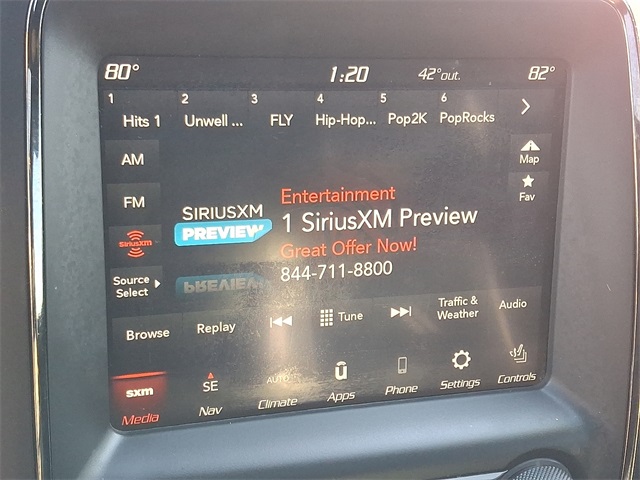 80° 1:20 42°out. 82°
1 2 3 4 5 6
Hits 1 Unwell ... FLY Hip-Hop... Pop2K PopRocks
AM
Map
FM
Fav
SiriusXM
SIRIUSXM
PREVIEW
Entertainment
1 SiriusXM Preview
Great Offer Now!
844-711-8800
Source
Select
Browse Replay Tune Traffic &
Weather Audio
sxm SE AUTO
Media Nav Climate Apps Phone Settings Controls